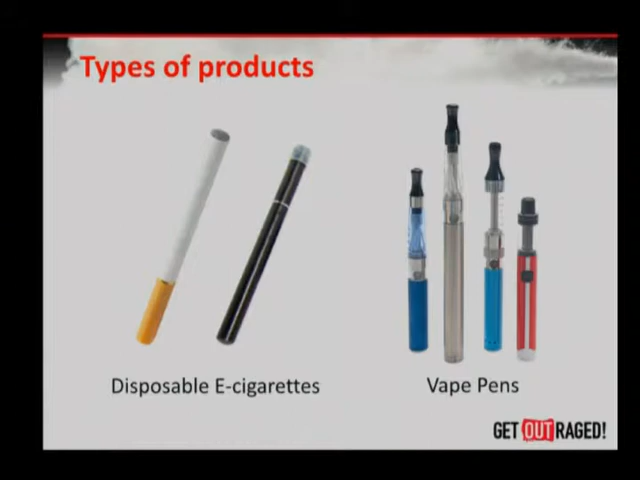 Types of products
Disposable E-cigarettes
Vape Pens
GET OUTRAGED!